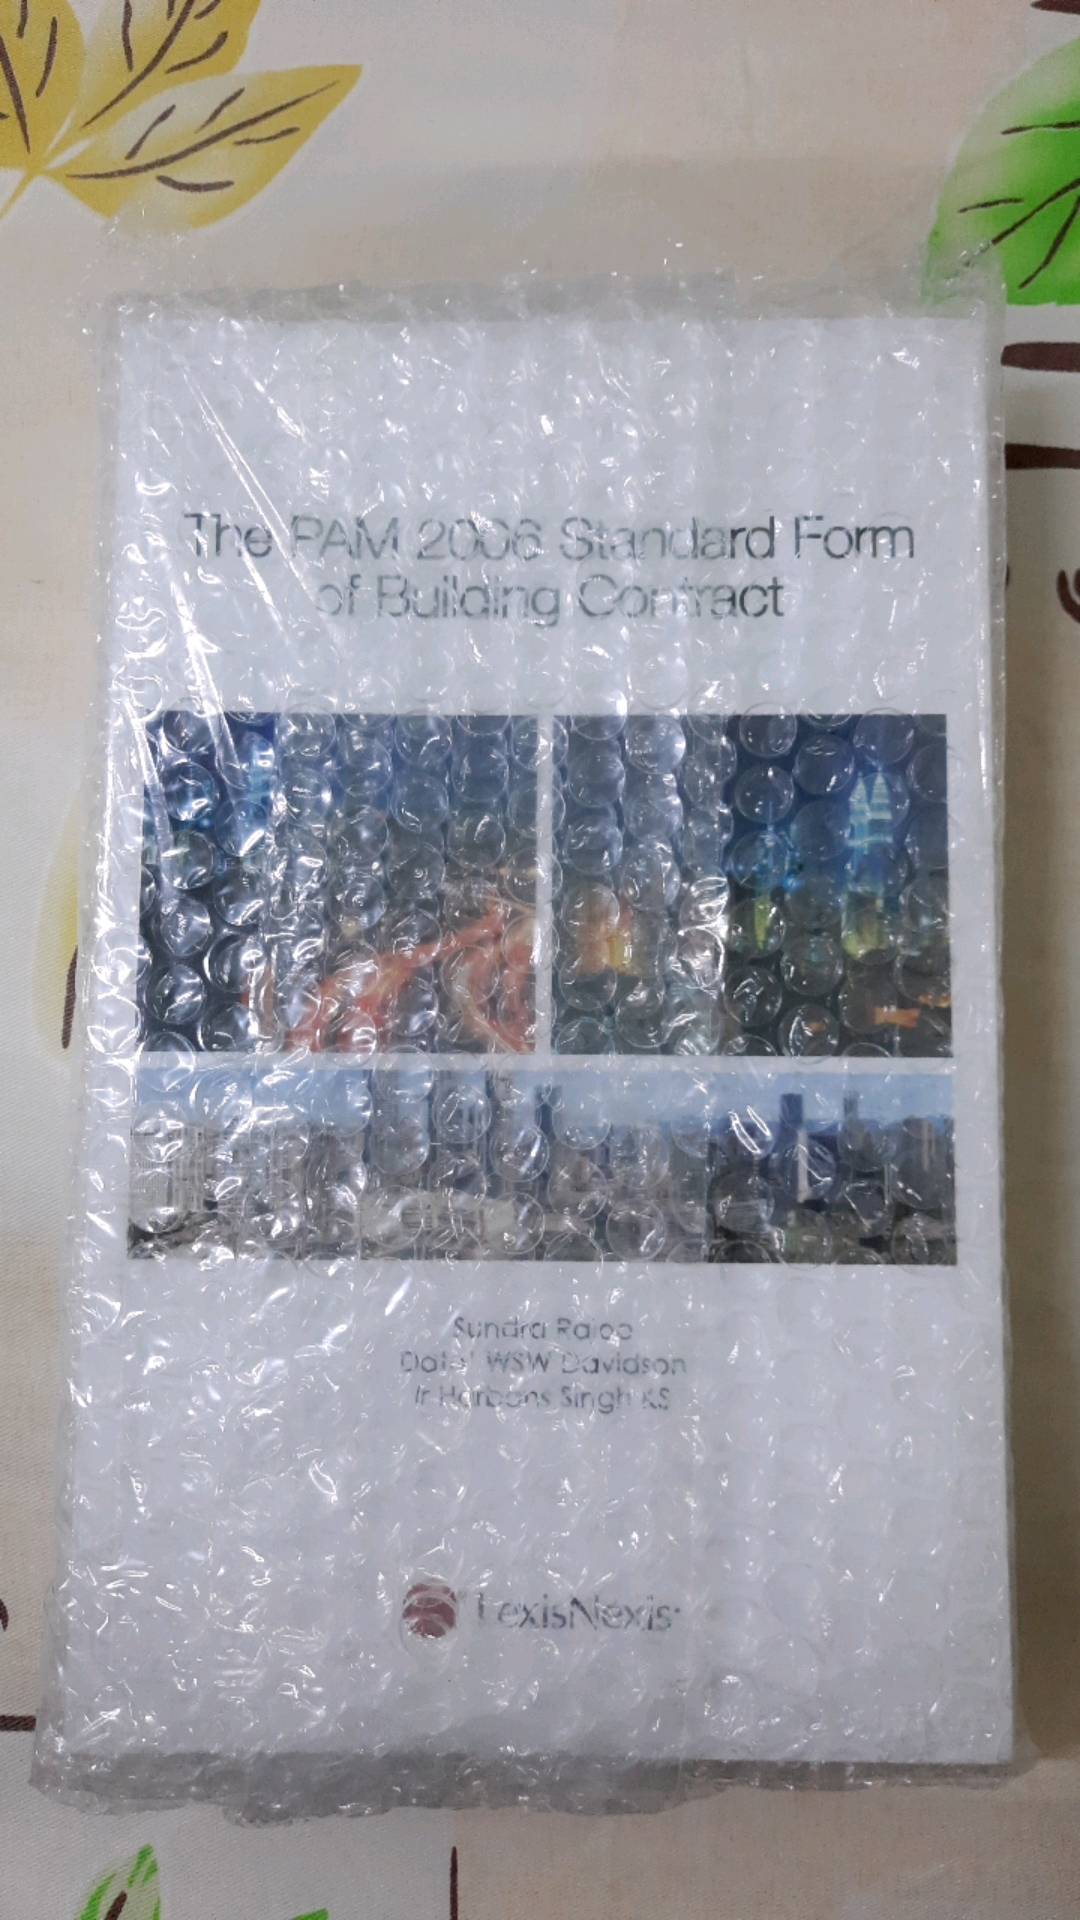 The PAM 2006 Standard Form
of Building Contract
Sundra Rajoo
Dato' WSW Davidson
Ir Harbans Singh KS
LexisNexis